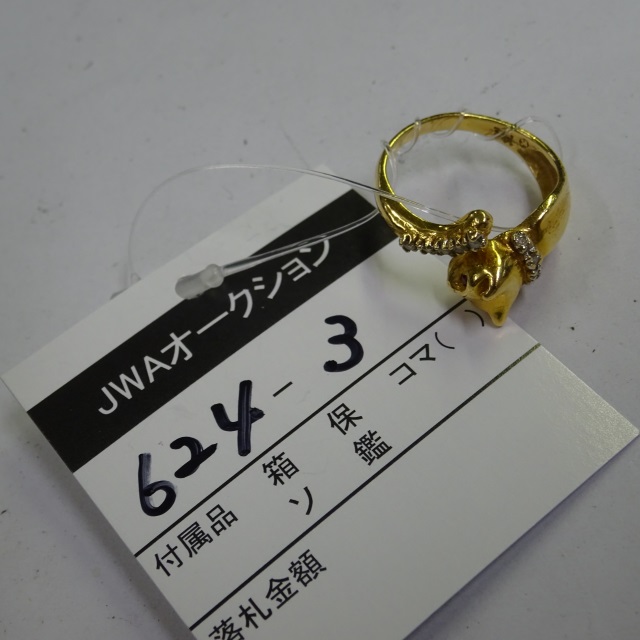 JWAオークション
624-3
付属品 箱 保 コマ( )
ソ 鑑
落札金額